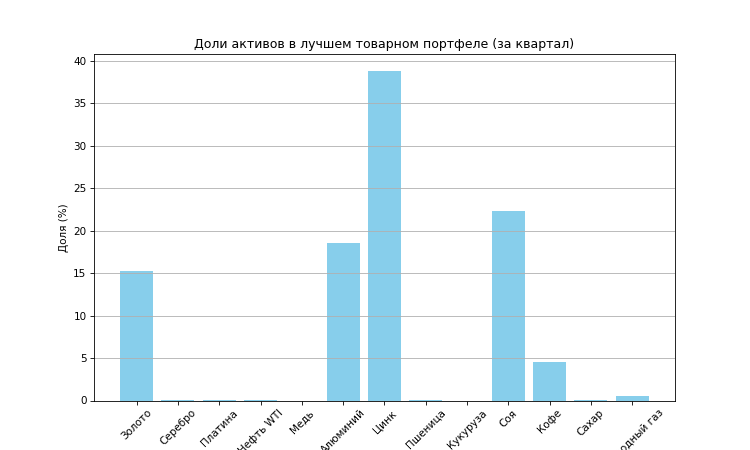 Доли активов в лучшем товарном портфеле (за квартал)
Доля (%)
40
35
30
25
20
15
10
5
0
Золото
Серебро
Платина
Нефть WTI
Медь
Алюминий
Цинк
Пшеница
Кукуруза
Соя
Кофе
Сахар
газ